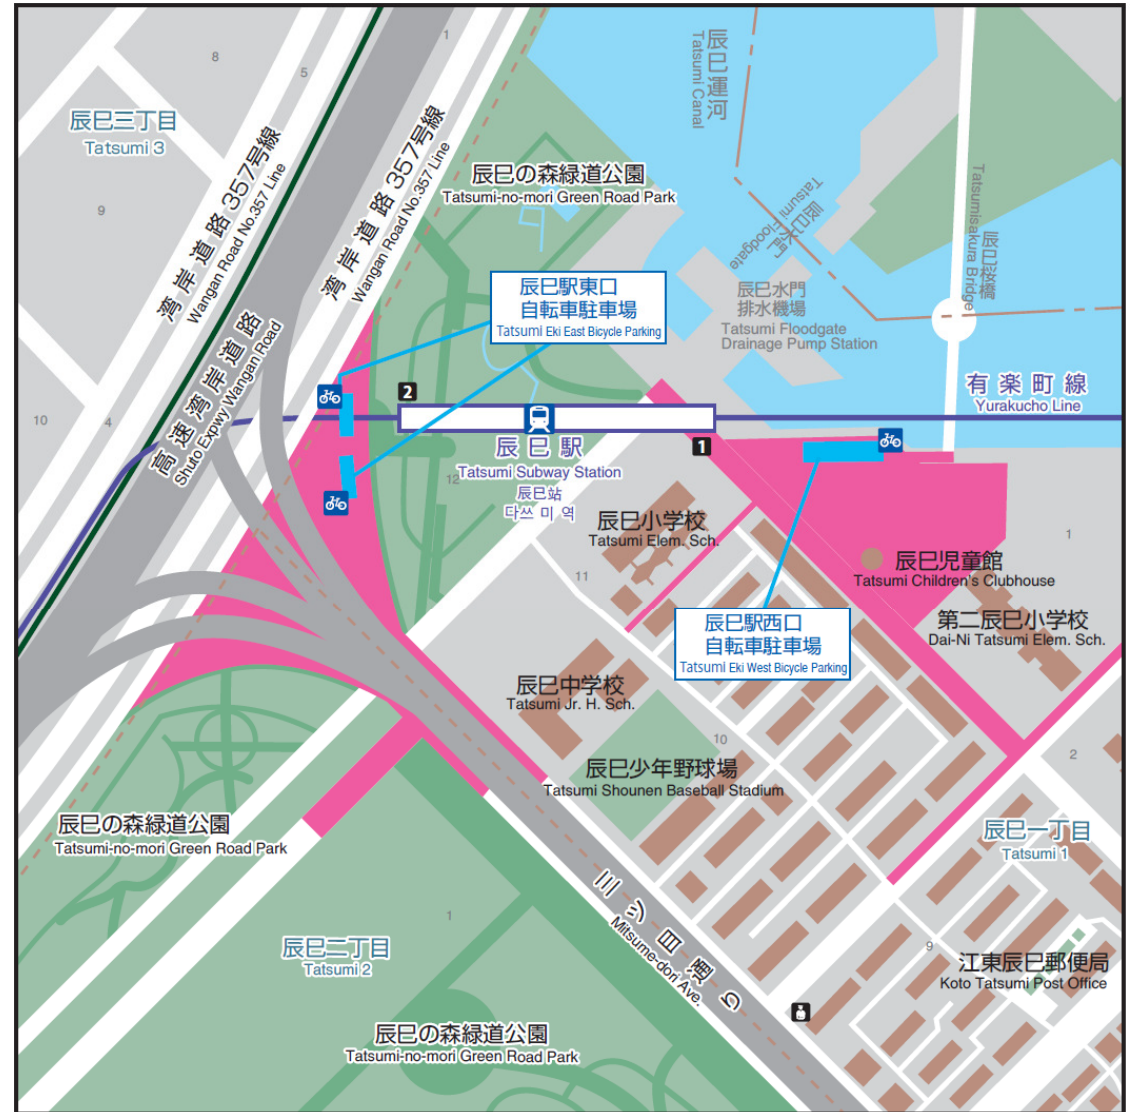 1
8
5
辰巳三丁目
Tatsumi 3
9
10
4
湾岸道路357号線
Wangan Road No.357 Line
湾岸道路357号線
Wangan Road No.357 Line
高速湾岸道路
Shuto Expwy Wangan Road
辰巳運河
Tatsumi Canal
辰巳の森緑道公園
Tatsumi-no-mori Green Road Park
辰巳水門
Tatsumi Floodgate
辰巳桜橋
Tatsumisakura Bridge
辰巳駅東口
自転車駐車場
Tatsumi Eki East Bicycle Parking
辰巳水門
排水機場
Tatsumi Floodgate
Drainage Pump Station
有楽町線
Yurakucho Line
2
1
辰巳駅
Tatsumi Subway Station
辰巳站
다쓰 미 역
12
辰巳小学校
Tatsumi Elem. Sch.
11
1
辰巳児童館
Tatsumi Children's Clubhouse
辰巳駅西口
自転車駐車場
Tatsumi Eki West Bicycle Parking
第二辰巳小学校
Dai-Ni Tatsumi Elem. Sch.
辰巳中学校
Tatsumi Jr. H. Sch.
10
2
辰巳少年野球場
Tatsumi Shounen Baseball Stadium
辰巳の森緑道公園
Tatsumi-no-mori Green Road Park
辰巳一丁目
Tatsumi 1
三ツ目通り
Mitsume-dori Ave.
1
辰巳二丁目
Tatsumi 2
9
江東辰巳郵便局
Koto Tatsumi Post Office
辰巳の森緑道公園
Tatsumi-no-mori Green Road Park